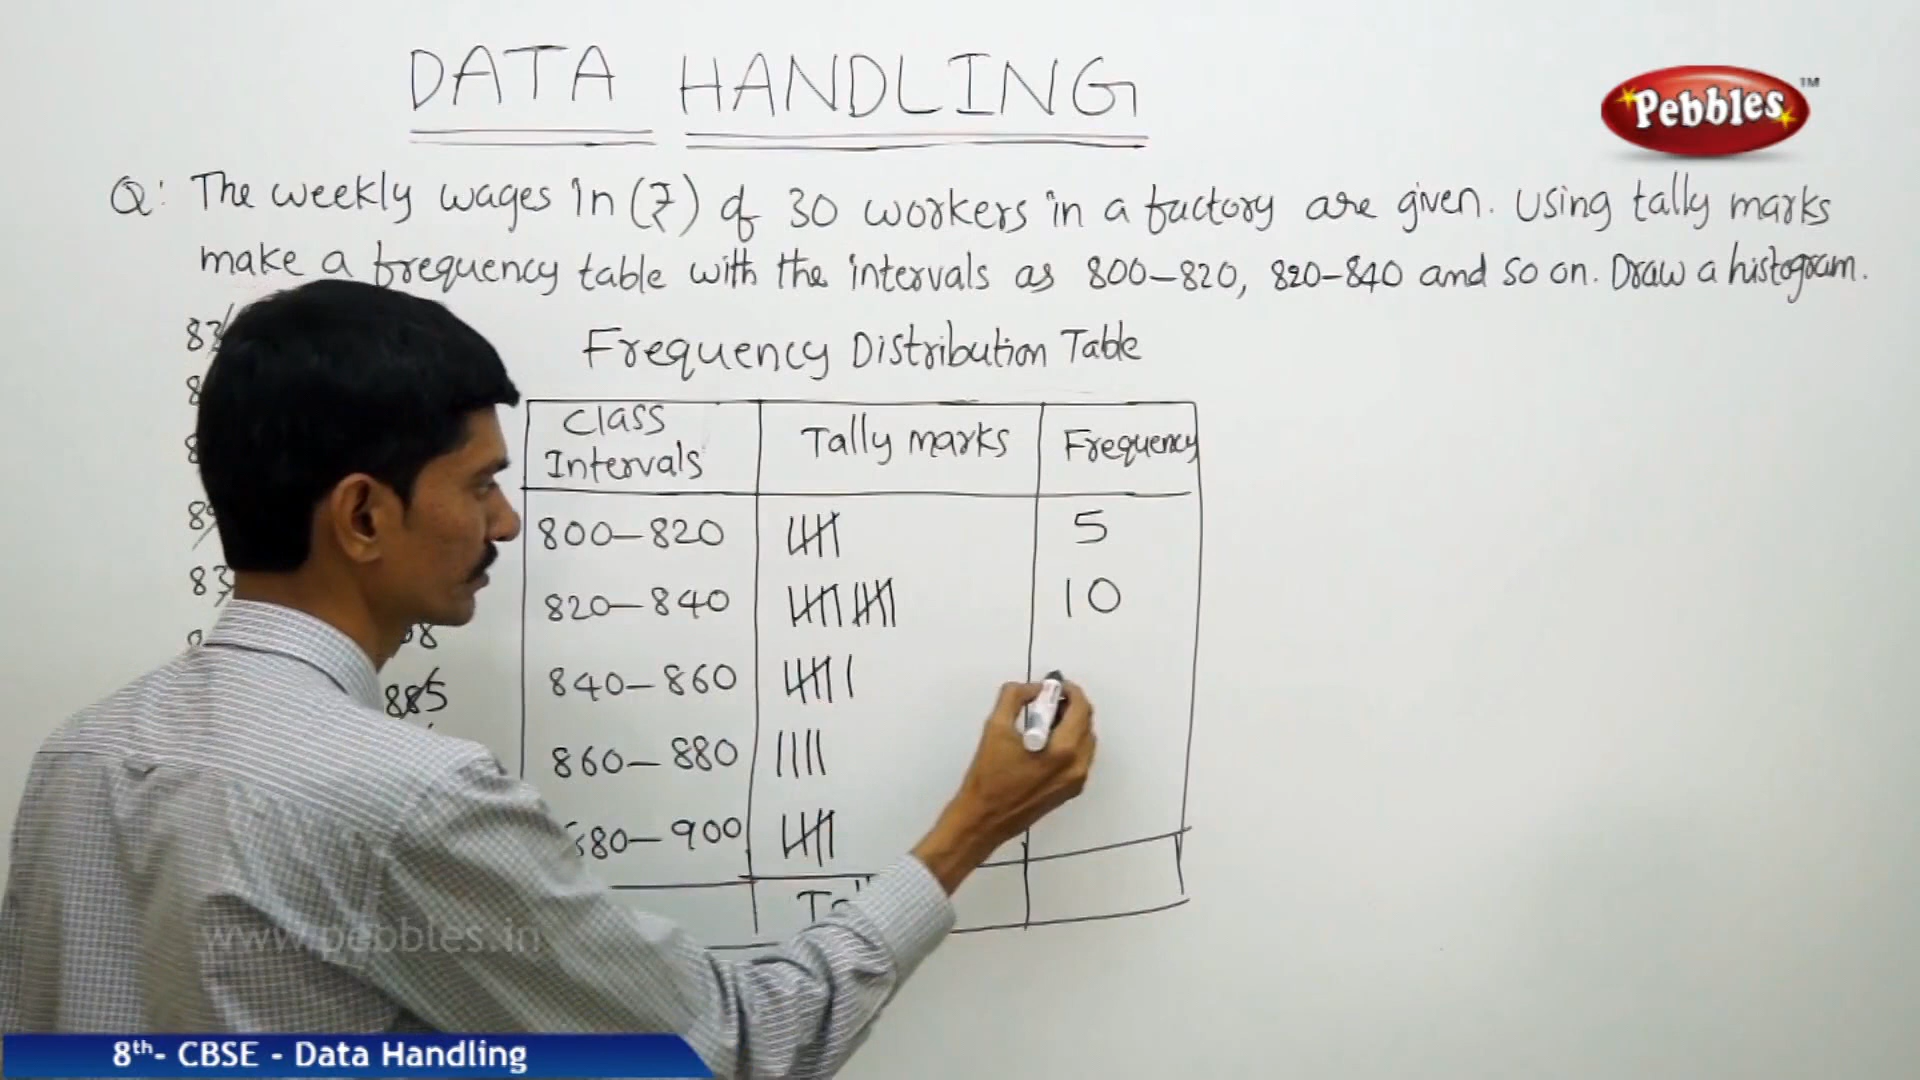 DATA HANDLING
Pebbles™
Q: The weekly wages in (₹) of 30 workers in a factory are given. Using tally marks
make a frequency table with the intervals as 800–820, 820–840 and so on. Draw a histogram.
Frequency Distribution Table
Class Intervals Tally marks Frequency
800–820 5
820–840 10
840–860
860–880
880–900
885
www.pebbles.in
8th- CBSE - Data Handling